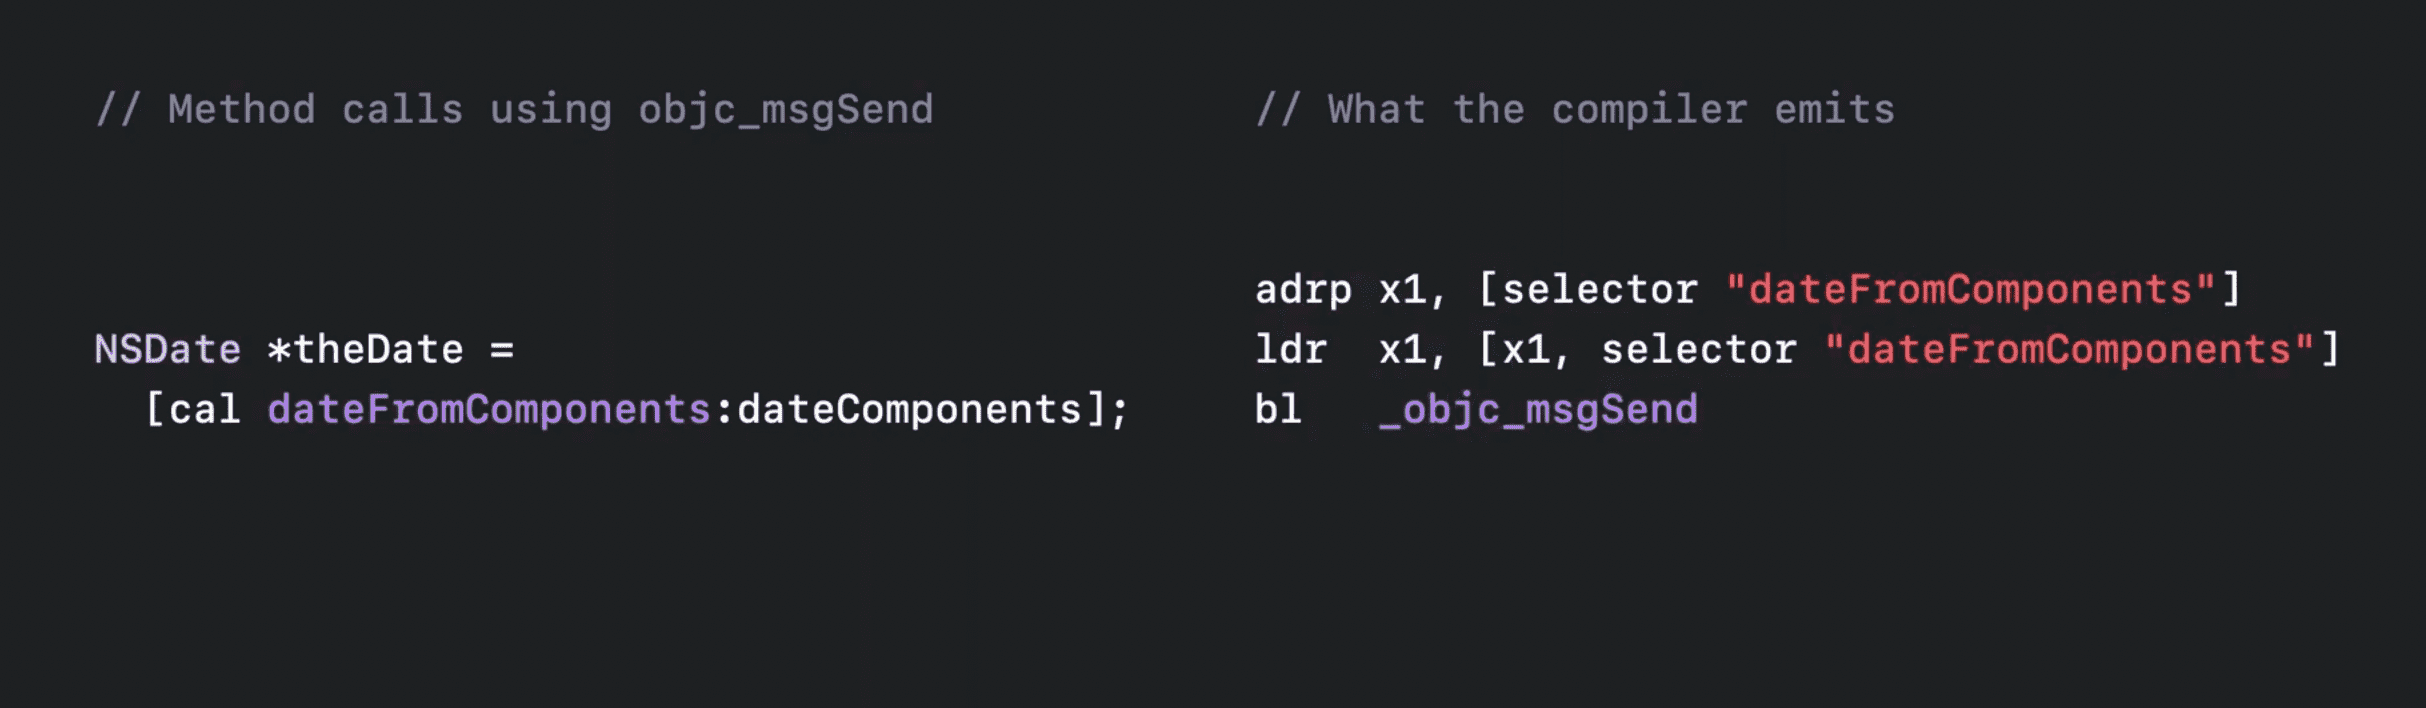 // Method calls using objc_msgSend
NSDate *theDate =
  [cal dateFromComponents:dateComponents];
// What the compiler emits
adrp x1, [selector "dateFromComponents"]
ldr  x1, [x1, selector "dateFromComponents"]
bl   _objc_msgSend